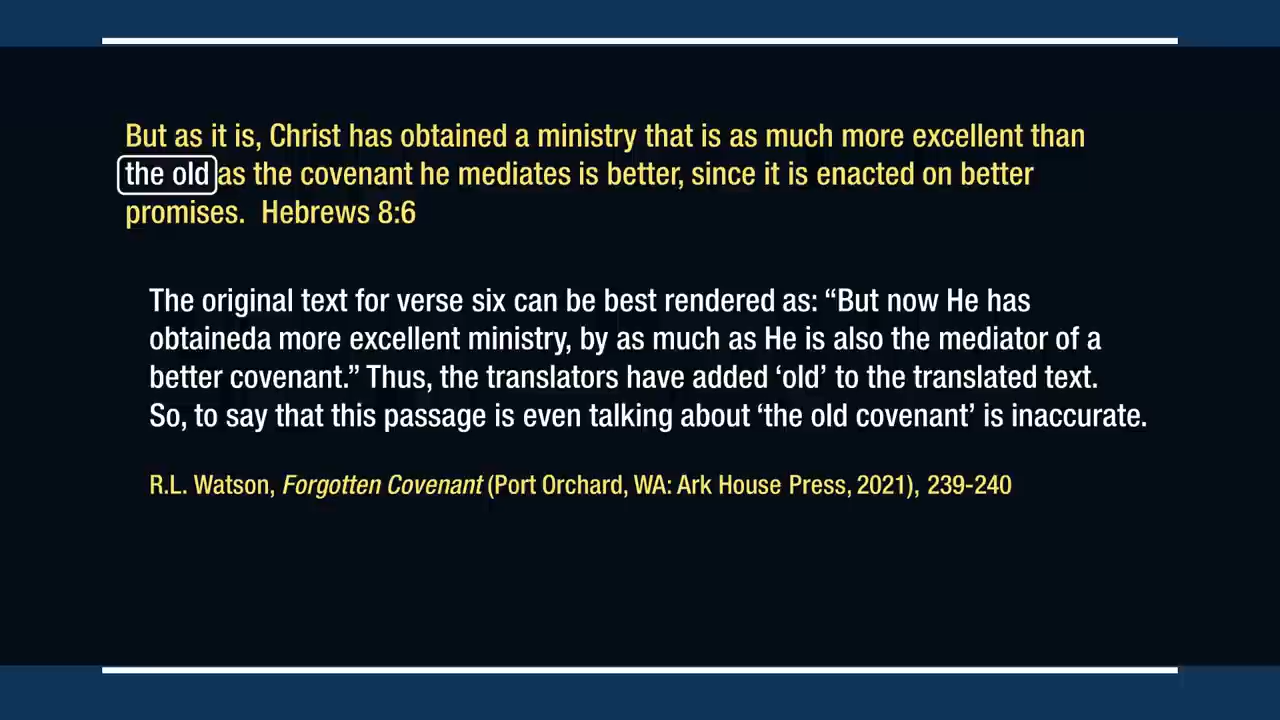 But as it is, Christ has obtained a ministry that is as much more excellent than
the old as the covenant he mediates is better, since it is enacted on better
promises.  Hebrews 8:6
The original text for verse six can be best rendered as: “But now He has
obtaineda more excellent ministry, by as much as He is also the mediator of a
better covenant.” Thus, the translators have added ‘old’ to the translated text.
So, to say that this passage is even talking about ‘the old covenant’ is inaccurate.
R.L. Watson, Forgotten Covenant (Port Orchard, WA: Ark House Press, 2021), 239-240